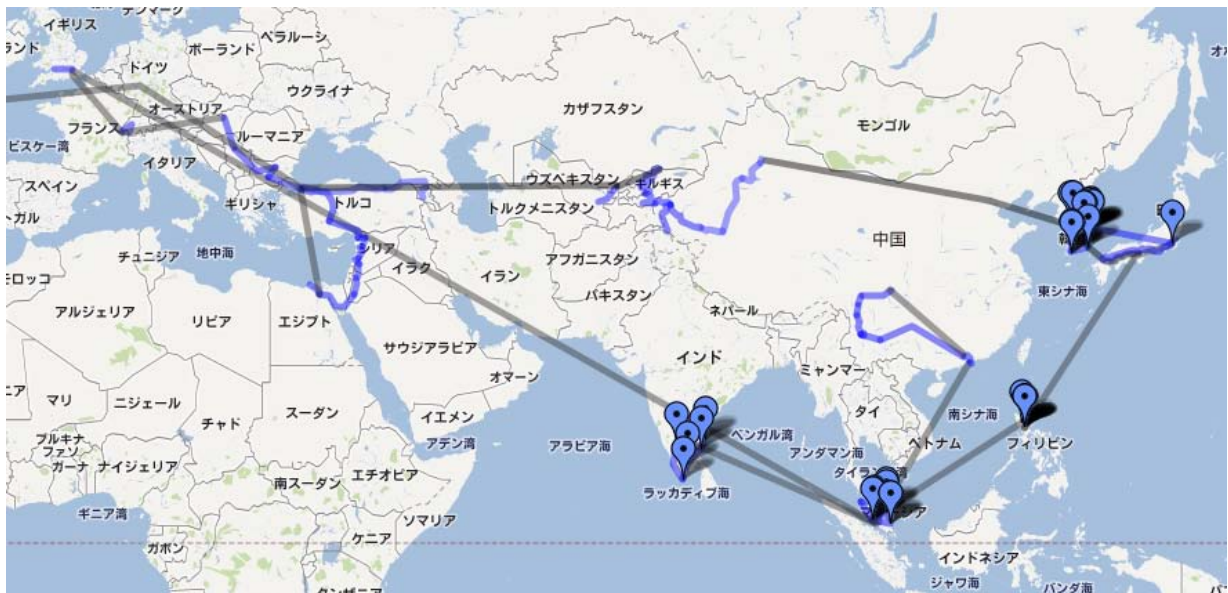 デンマーク
イギリス
ベラルーシ
ポーランド
ドイツ
ウクライナ
オーストリア
フランス
ルーマニア
ビスケー湾
イタリア
スペイン
ギリシャ
トルコ
地中海
チュニジア
シリア
イラク
イラン
カザフスタン
モンゴル
ウズベキスタン
キルギス
トルクメニスタン
アフガニスタン
パキスタン
中国
ネパール
東シナ海
モロッコ
アルジェリア
リビア
エジプト
サウジアラビア
オマーン
インド
ミャンマー
タイ
ベトナム
南シナ海
フィリピン
マリ
ニジェール
チャド
スーダン
イエメン
アデン湾
アラビア海
ベンガル湾
アンダマン海
ブルキナ
ファソ
ガーナ
ナイジェリア
エチオピア
南スーダン
ラッカディブ海
ギニア湾
ソマリア
ケニア
ガボン
インドネシア
ジャワ海
バンダ海